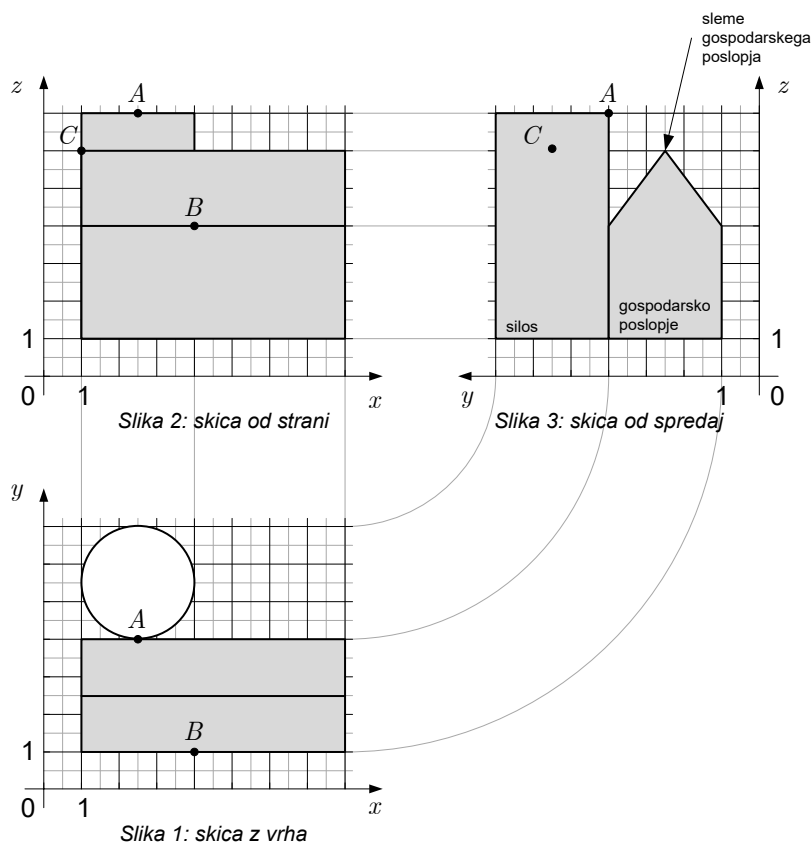 sleme
gospodarskega
poslopja
z
A
C
B
1
0
1
x
Slika 2: skica od strani
A
z
C
silos
gospodarsko
poslopje
1
y
1
0
Slika 3: skica od spredaj
y
A
B
1
0
1
x
Slika 1: skica z vrha